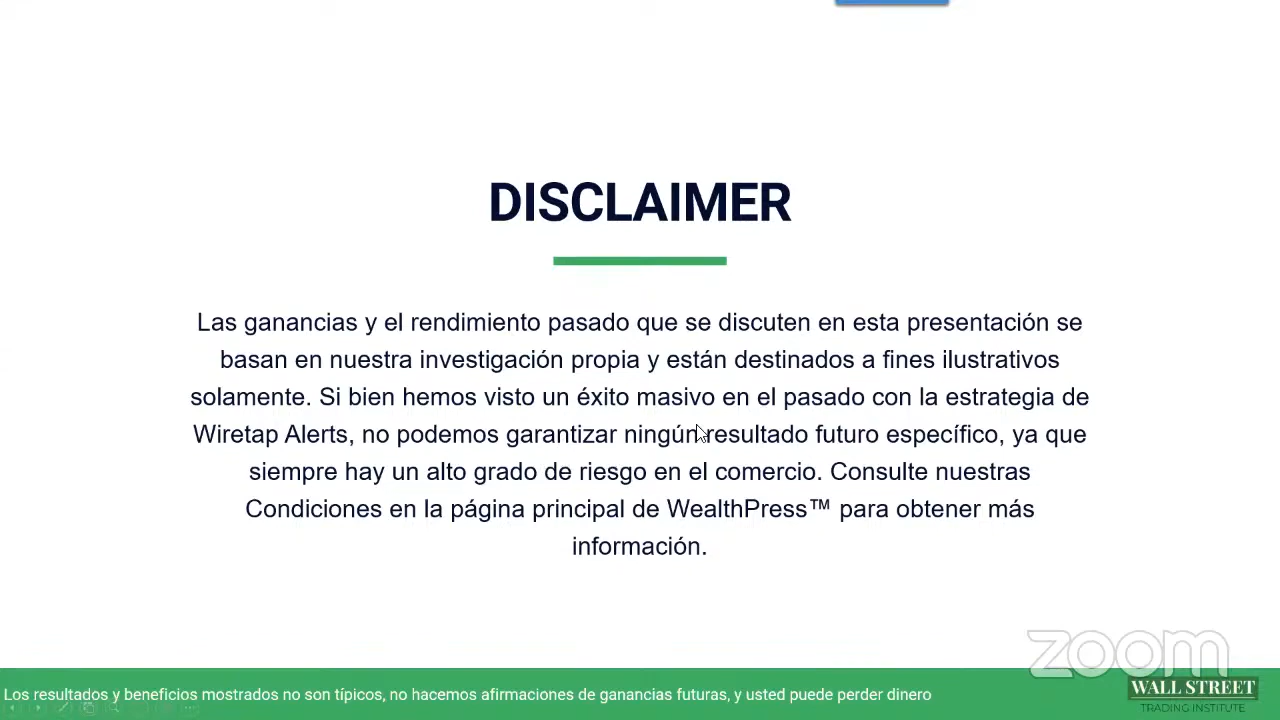 DISCLAIMER
Las ganancias y el rendimiento pasado que se discuten en esta presentación se
basan en nuestra investigación propia y están destinados a fines ilustrativos
solamente. Si bien hemos visto un éxito masivo en el pasado con la estrategia de
Wiretap Alerts, no podemos garantizar ningún resultado futuro específico, ya que
siempre hay un alto grado de riesgo en el comercio. Consulte nuestras
Condiciones en la página principal de WealthPress™ para obtener más
información.
zoom
Los resultados y beneficios mostrados no son típicos, no hacemos afirmaciones de ganancias futuras, y usted puede perder dinero
WALL STREET
TRADING INSTITUTE